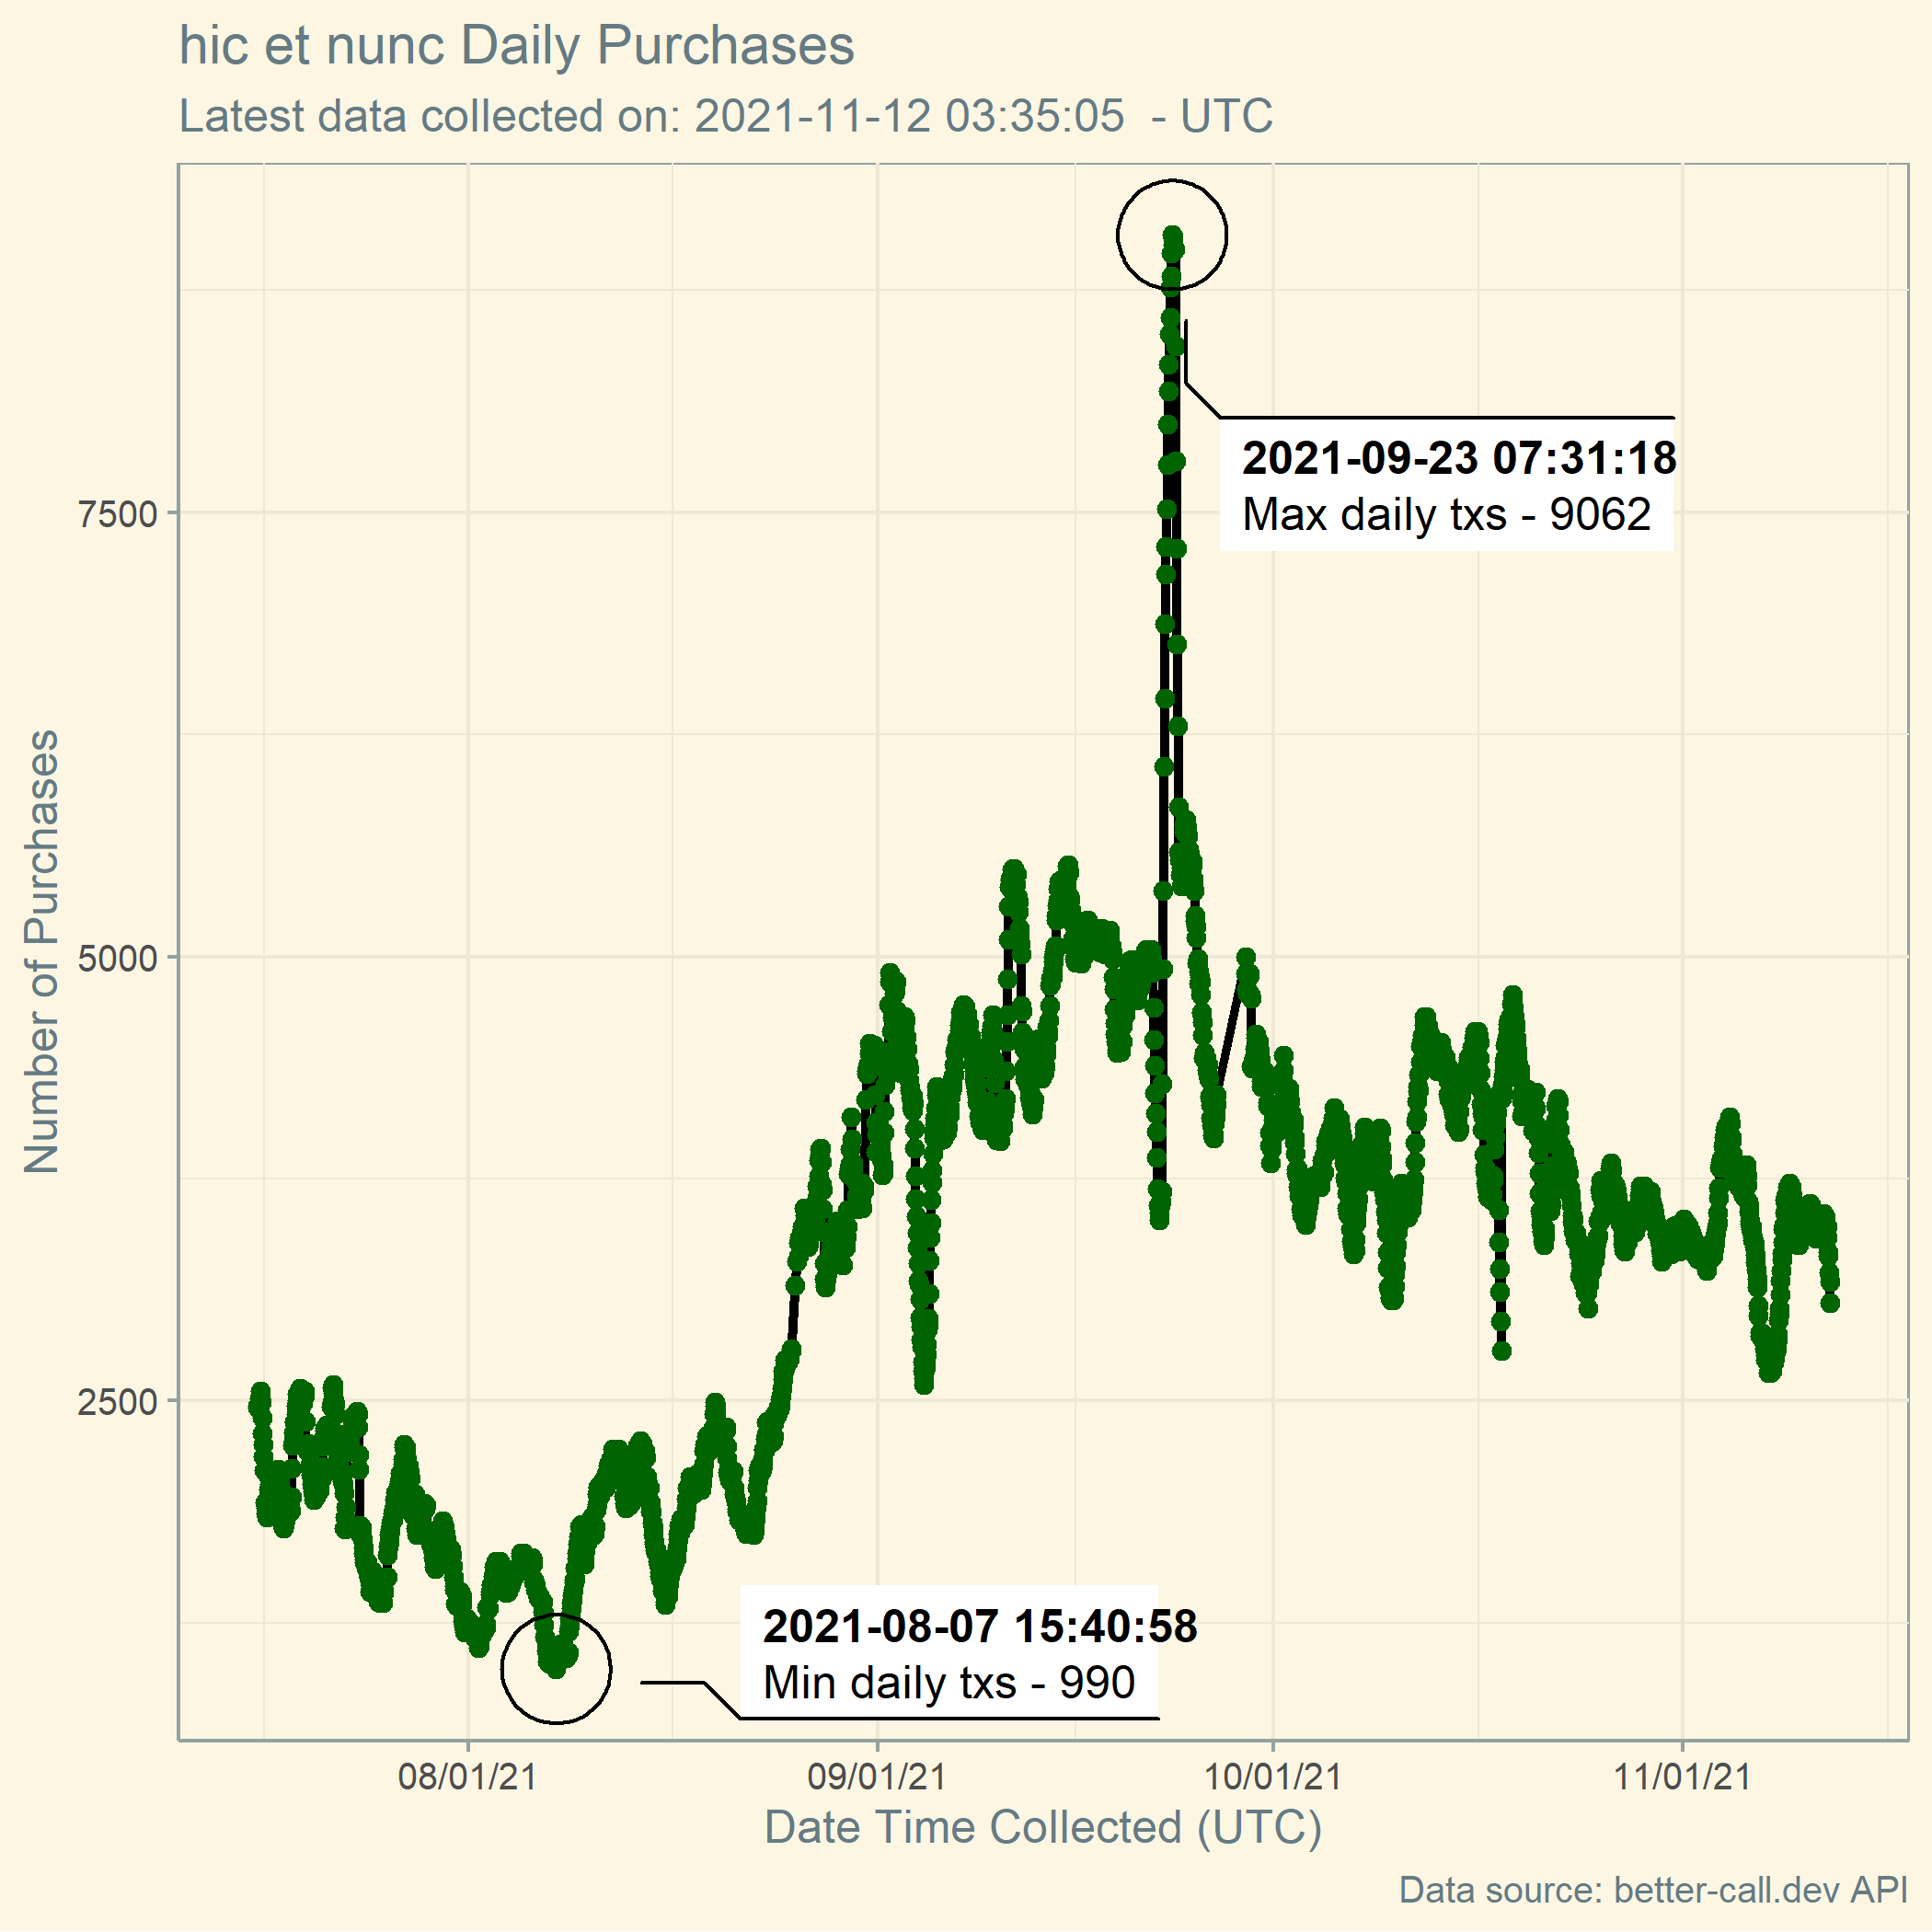 hic et nunc Daily Purchases
Latest data collected on: 2021-11-12 03:35:05  - UTC
2021-09-23 07:31:18
Max daily txs - 9062
7500
5000
2500
Number of Purchases
2021-08-07 15:40:58
Min daily txs - 990
08/01/21
09/01/21
10/01/21
11/01/21
Date Time Collected (UTC)
Data source: better-call.dev API